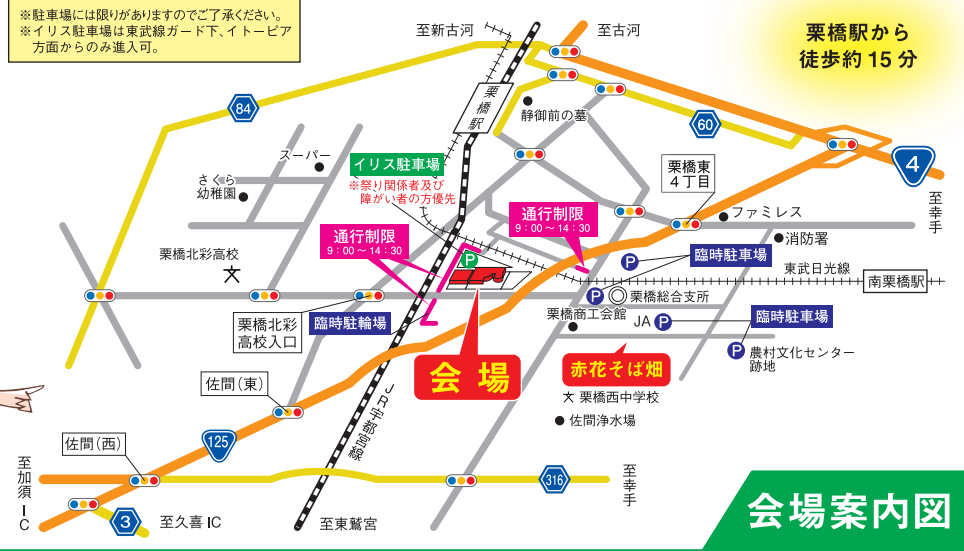 ※駐車場には限りがありますのでご了承ください。
※イリス駐車場は東武線ガード下、イトーピア
方面からのみ進入可。
至新古河
至古河
栗橋駅から
徒歩約15分
84
栗橋駅
静御前の墓
60
4
スーパー
さくら
幼稚園
イリス駐車場
※祭り関係者及び
障がい者の方優先
栗橋東
4丁目
至幸手
ファミレス
通行制限
9：00〜14：30
通行制限
9：00〜14：30
消防署
栗橋北彩高校
文
P
P
臨時駐車場
東武日光線
南栗橋駅
P
栗橋総合支所
栗橋北彩
高校入口
臨時駐輪場
栗橋商工会館
JA
P
臨時駐車場
会場
赤花そば畑
P
農村文化センター
跡地
佐間（東）
JR宇都宮線
文 栗橋西中学校
佐間浄水場
125
佐間（西）
至加須IC
316
至幸手
3
至久喜IC
至東鷲宮
会場案内図